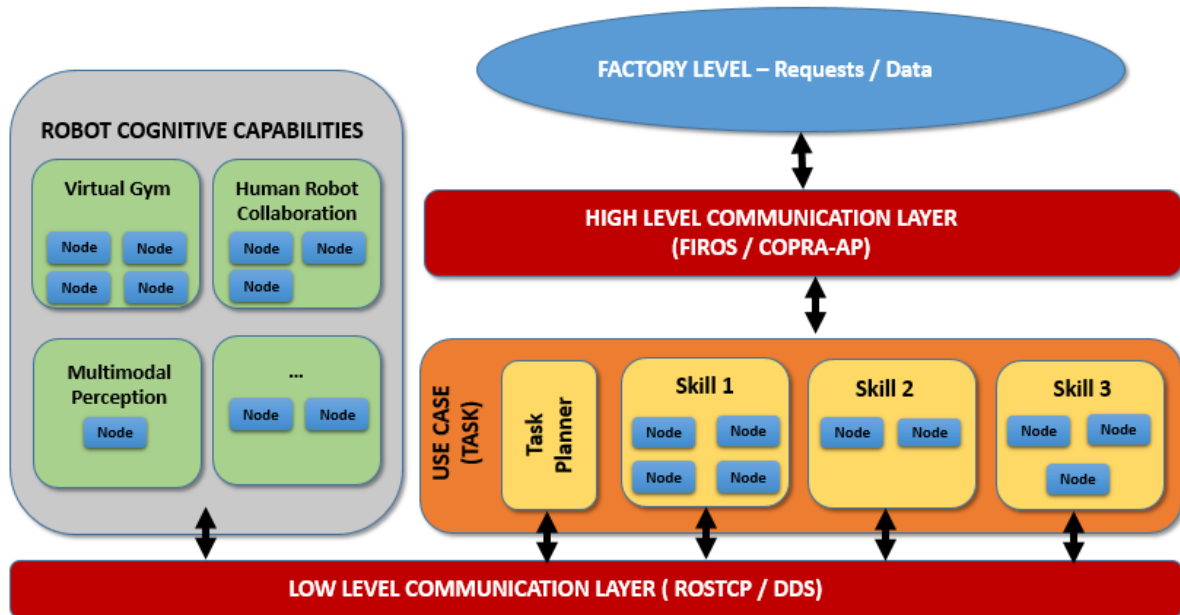 FACTORY LEVEL – Requests / Data
ROBOT COGNITIVE CAPABILITIES
Virtual Gym
Node
Node
Node
Node
Human Robot
Collaboration
Node
Node
Node
Multimodal
Perception
Node
...
Node
Node
HIGH LEVEL COMMUNICATION LAYER
(FIROS / COPRA-AP)
USE CASE
(TASK)
Task
Planner
Skill 1
Node
Node
Node
Node
Skill 2
Node
Node
Skill 3
Node
Node
Node
LOW LEVEL COMMUNICATION LAYER ( ROSTCP / DDS)